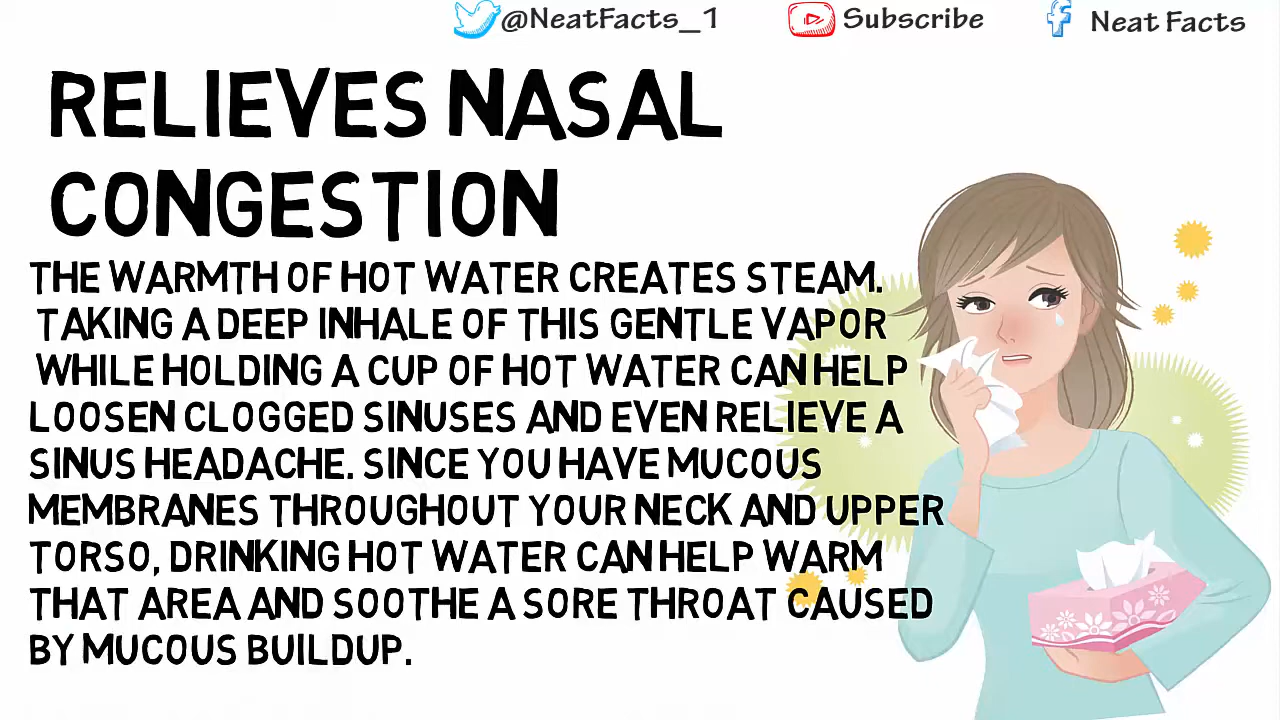 @NeatFacts_1 Subscribe Neat Facts
RELIEVES NASAL
CONGESTION
THE WARMTH OF HOT WATER CREATES STEAM.
TAKING A DEEP INHALE OF THIS GENTLE VAPOR
WHILE HOLDING A CUP OF HOT WATER CAN HELP
LOOSEN CLOGGED SINUSES AND EVEN RELIEVE A
SINUS HEADACHE. SINCE YOU HAVE MUCOUS
MEMBRANES THROUGHOUT YOUR NECK AND UPPER
TORSO, DRINKING HOT WATER CAN HELP WARM
THAT AREA AND SOOTHE A SORE THROAT CAUSED
BY MUCOUS BUILDUP.